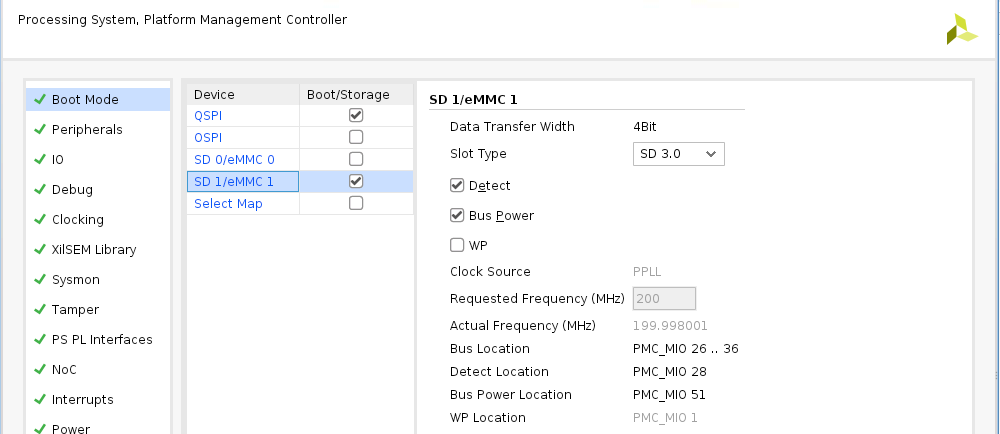 Processing System, Platform Management Controller
Boot Mode
Peripherals
IO
Debug
Clocking
XilSEM Library
Sysmon
Tamper
PS PL Interfaces
NoC
Interrupts
Power
Device Boot/Storage
QSPI
OSPI
SD 0/eMMC 0
SD 1/eMMC 1
Select Map
SD 1/eMMC 1
Data Transfer Width 4Bit
Slot Type SD 3.0
Detect
Bus Power
WP
Clock Source PPLL
Requested Frequency (MHz) 200
Actual Frequency (MHz) 199.998001
Bus Location PMC_MIO 26 .. 36
Detect Location PMC_MIO 28
Bus Power Location PMC_MIO 51
WP Location PMC_MIO 1